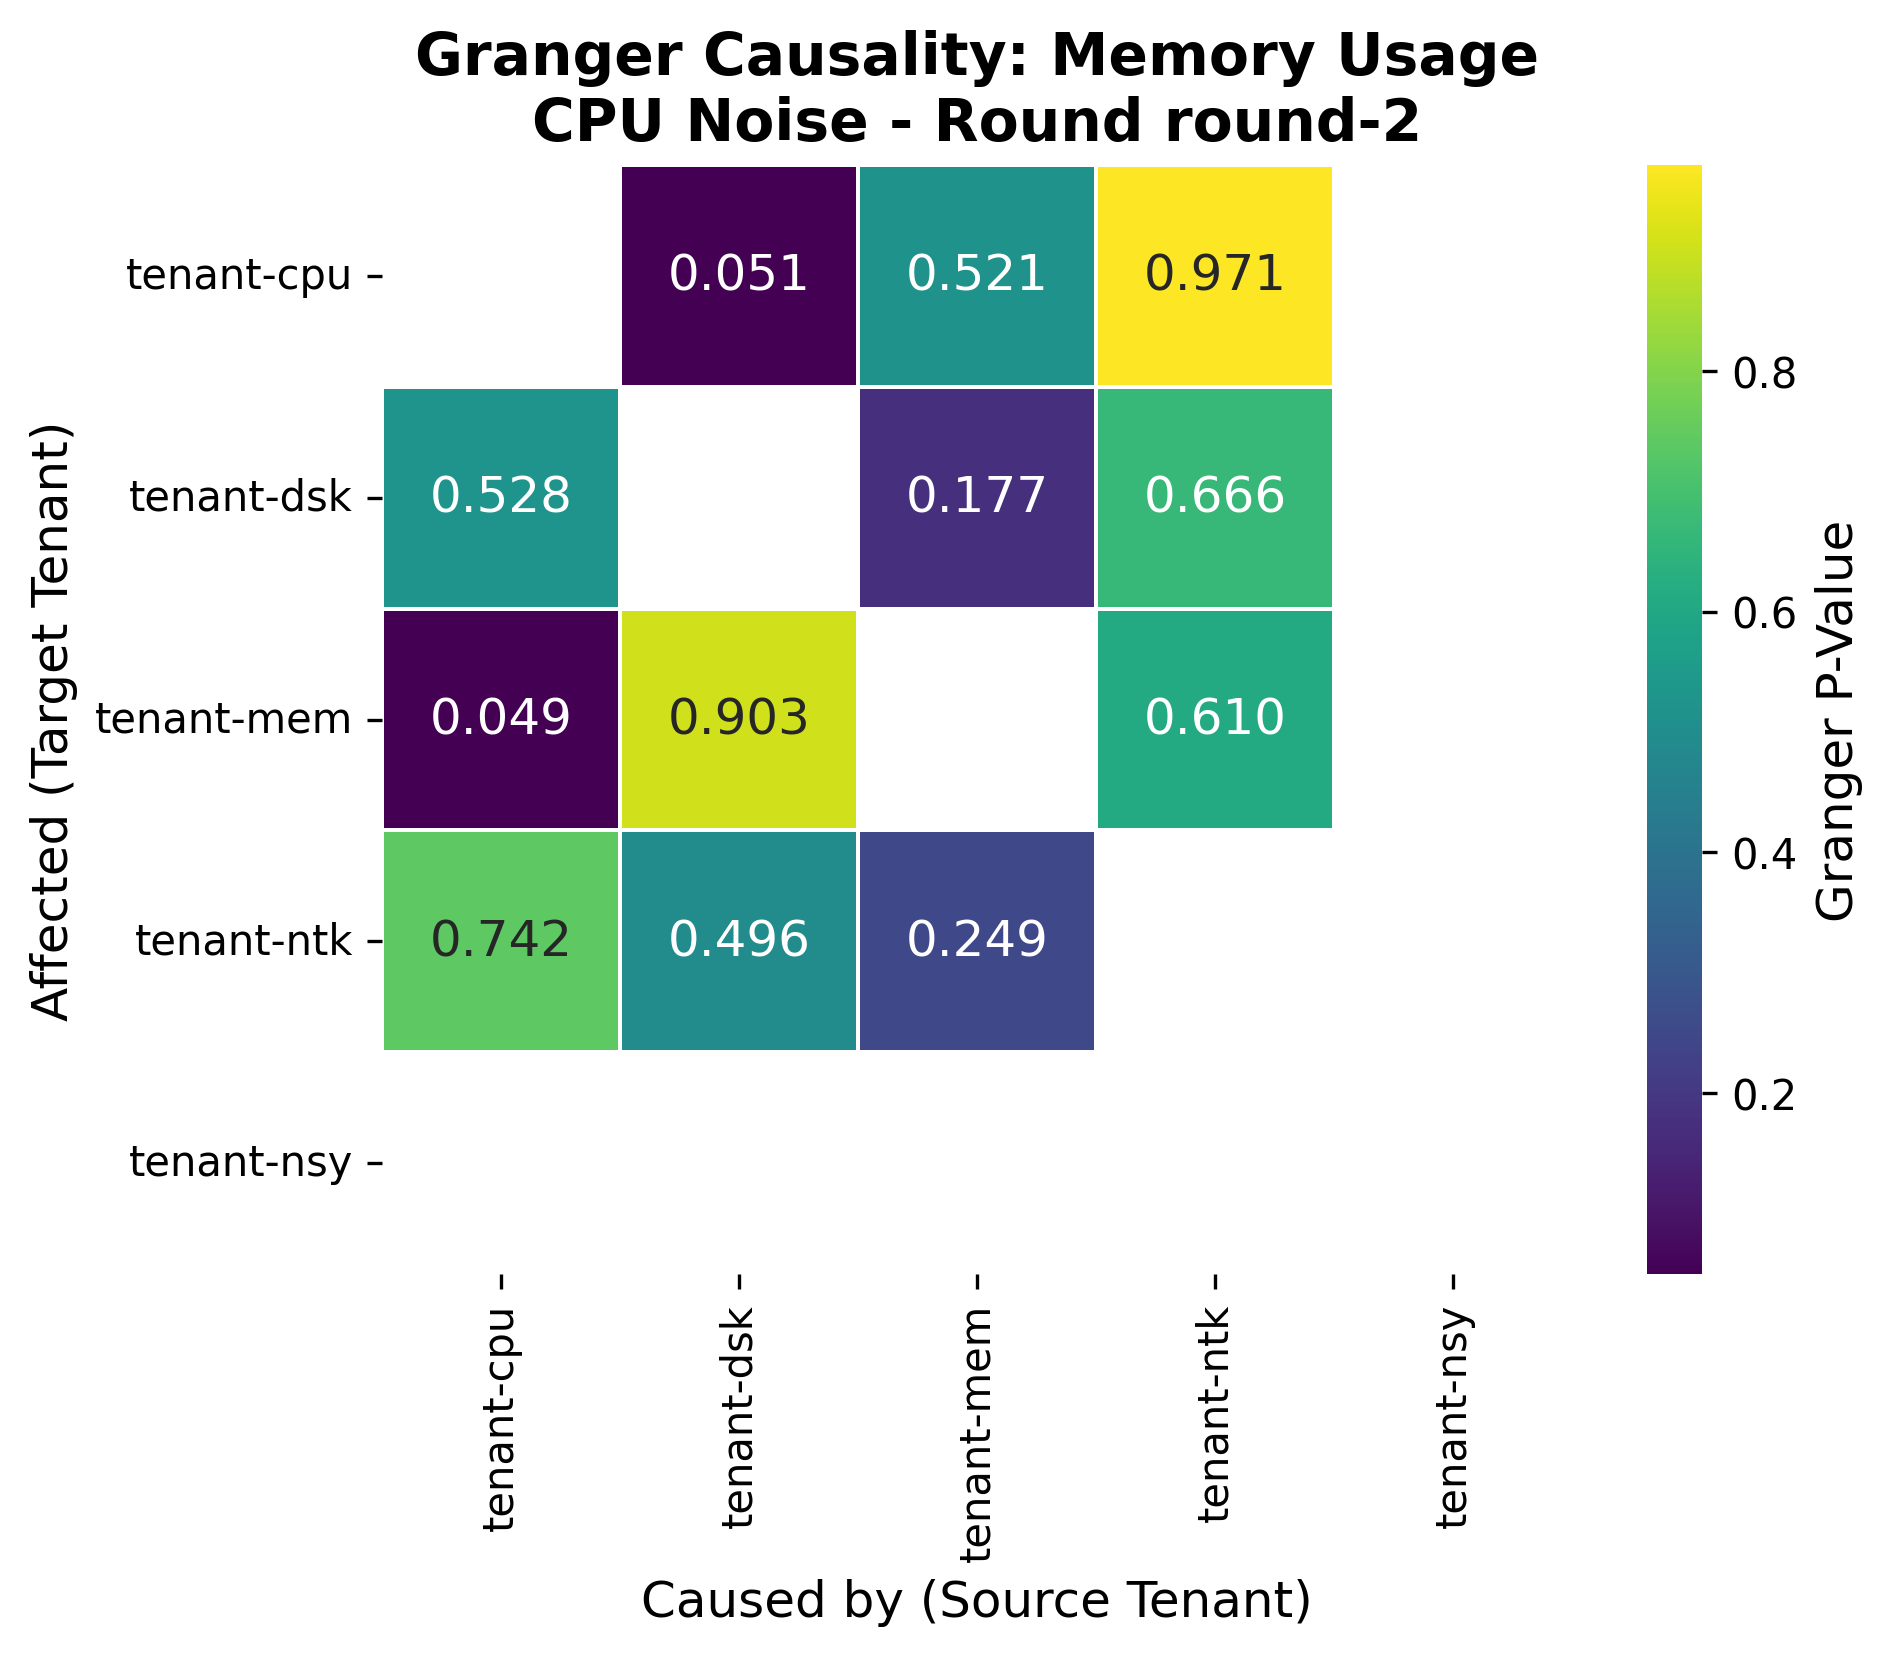 Granger Causality: Memory Usage
CPU Noise - Round round-2
Affected (Target Tenant)
tenant-cpu
0.051 0.521 0.971
tenant-dsk
0.528 0.177 0.666
tenant-mem
0.049 0.903 0.610
tenant-ntk
0.742 0.496 0.249
tenant-nsy
tenant-cpu
tenant-dsk
tenant-mem
tenant-ntk
tenant-nsy
Caused by (Source Tenant)
0.8
0.6
0.4
0.2
Granger P-Value